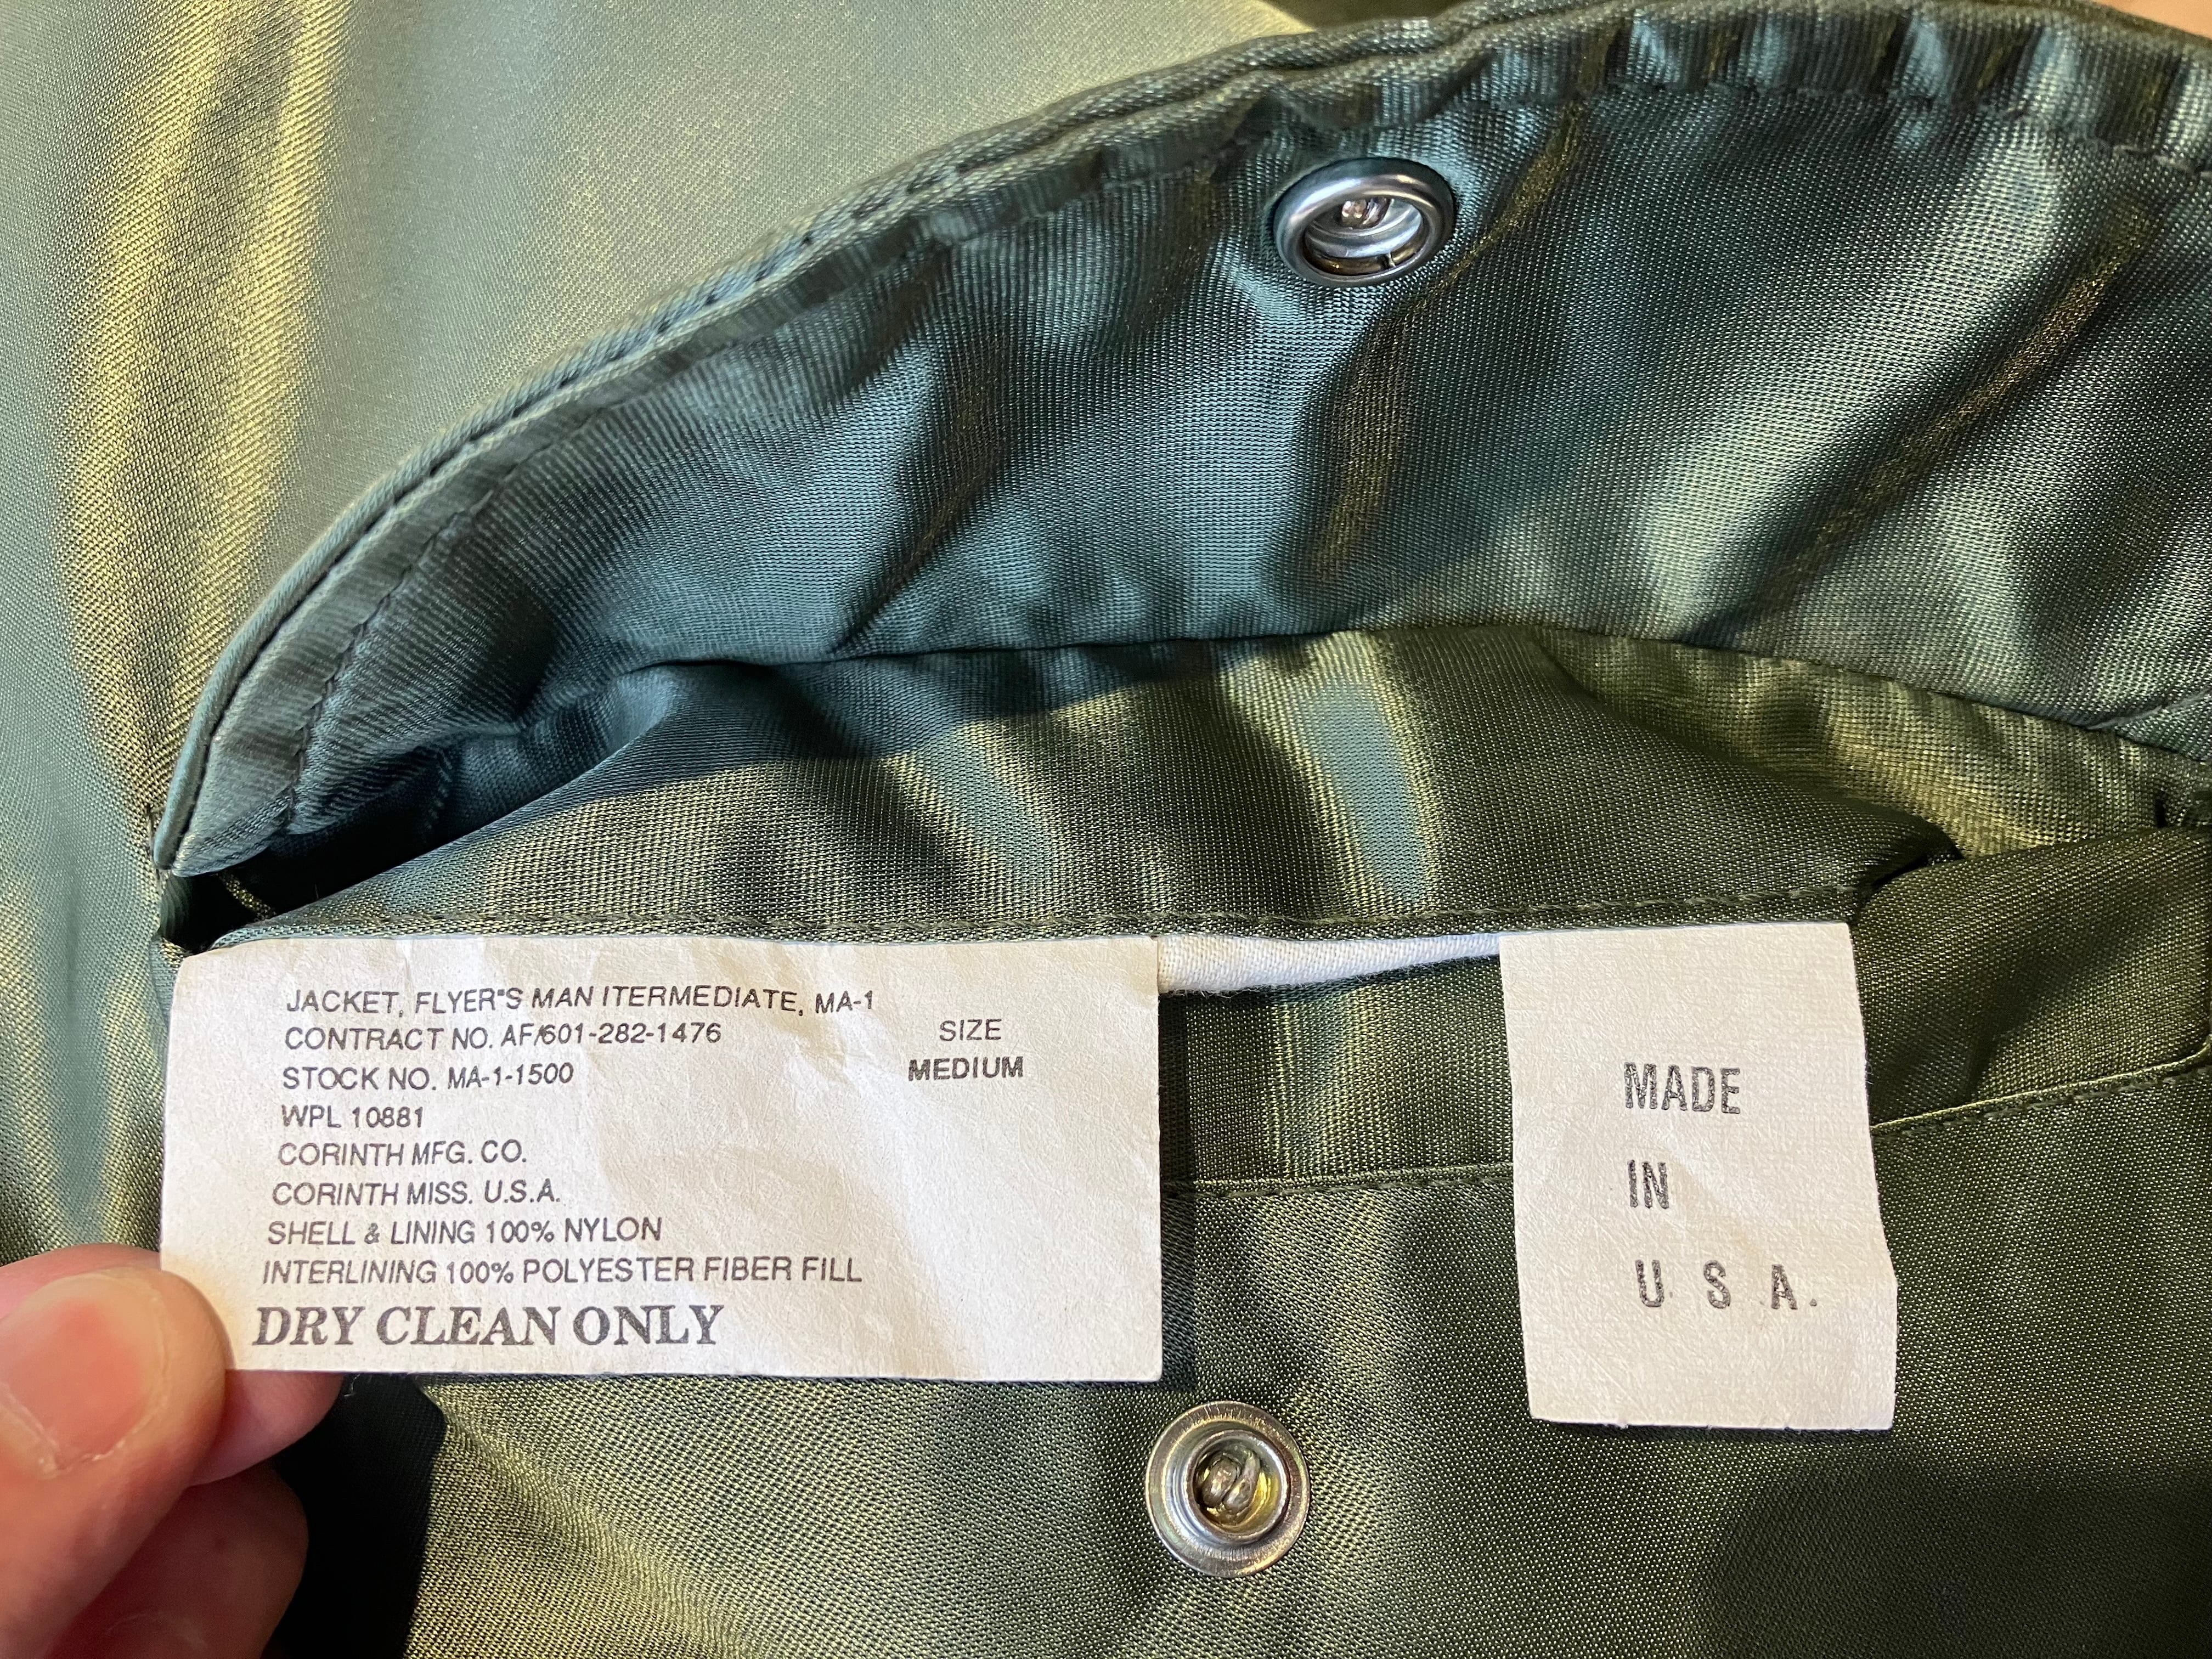 JACKET, FLYER"S MAN ITERMEDIATE, MA-1
CONTRACT NO. AF/601-282-1476
SIZE
STOCK NO. MA-1-1500
MEDIUM
WPL 10881
CORINTH MFG. CO.
CORINTH MISS. U.S.A.
SHELL & LINING 100% NYLON
INTERLINING 100% POLYESTER FIBER FILL
DRY CLEAN ONLY
MADE
IN
U. S. A.